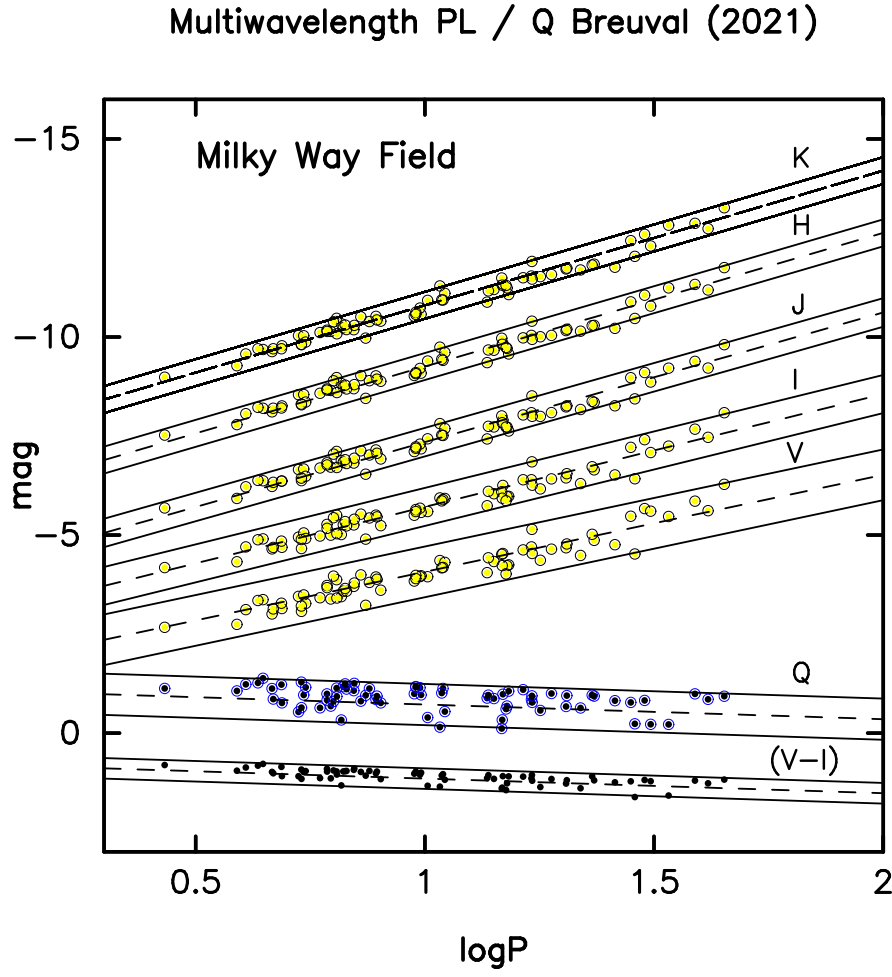 Multiwavelength PL / Q Breuval (2021)
Milky Way Field
mag
-15
-10
-5
0
K
H
J
I
V
Q
(V-I)
0.5
1
1.5
2
logP